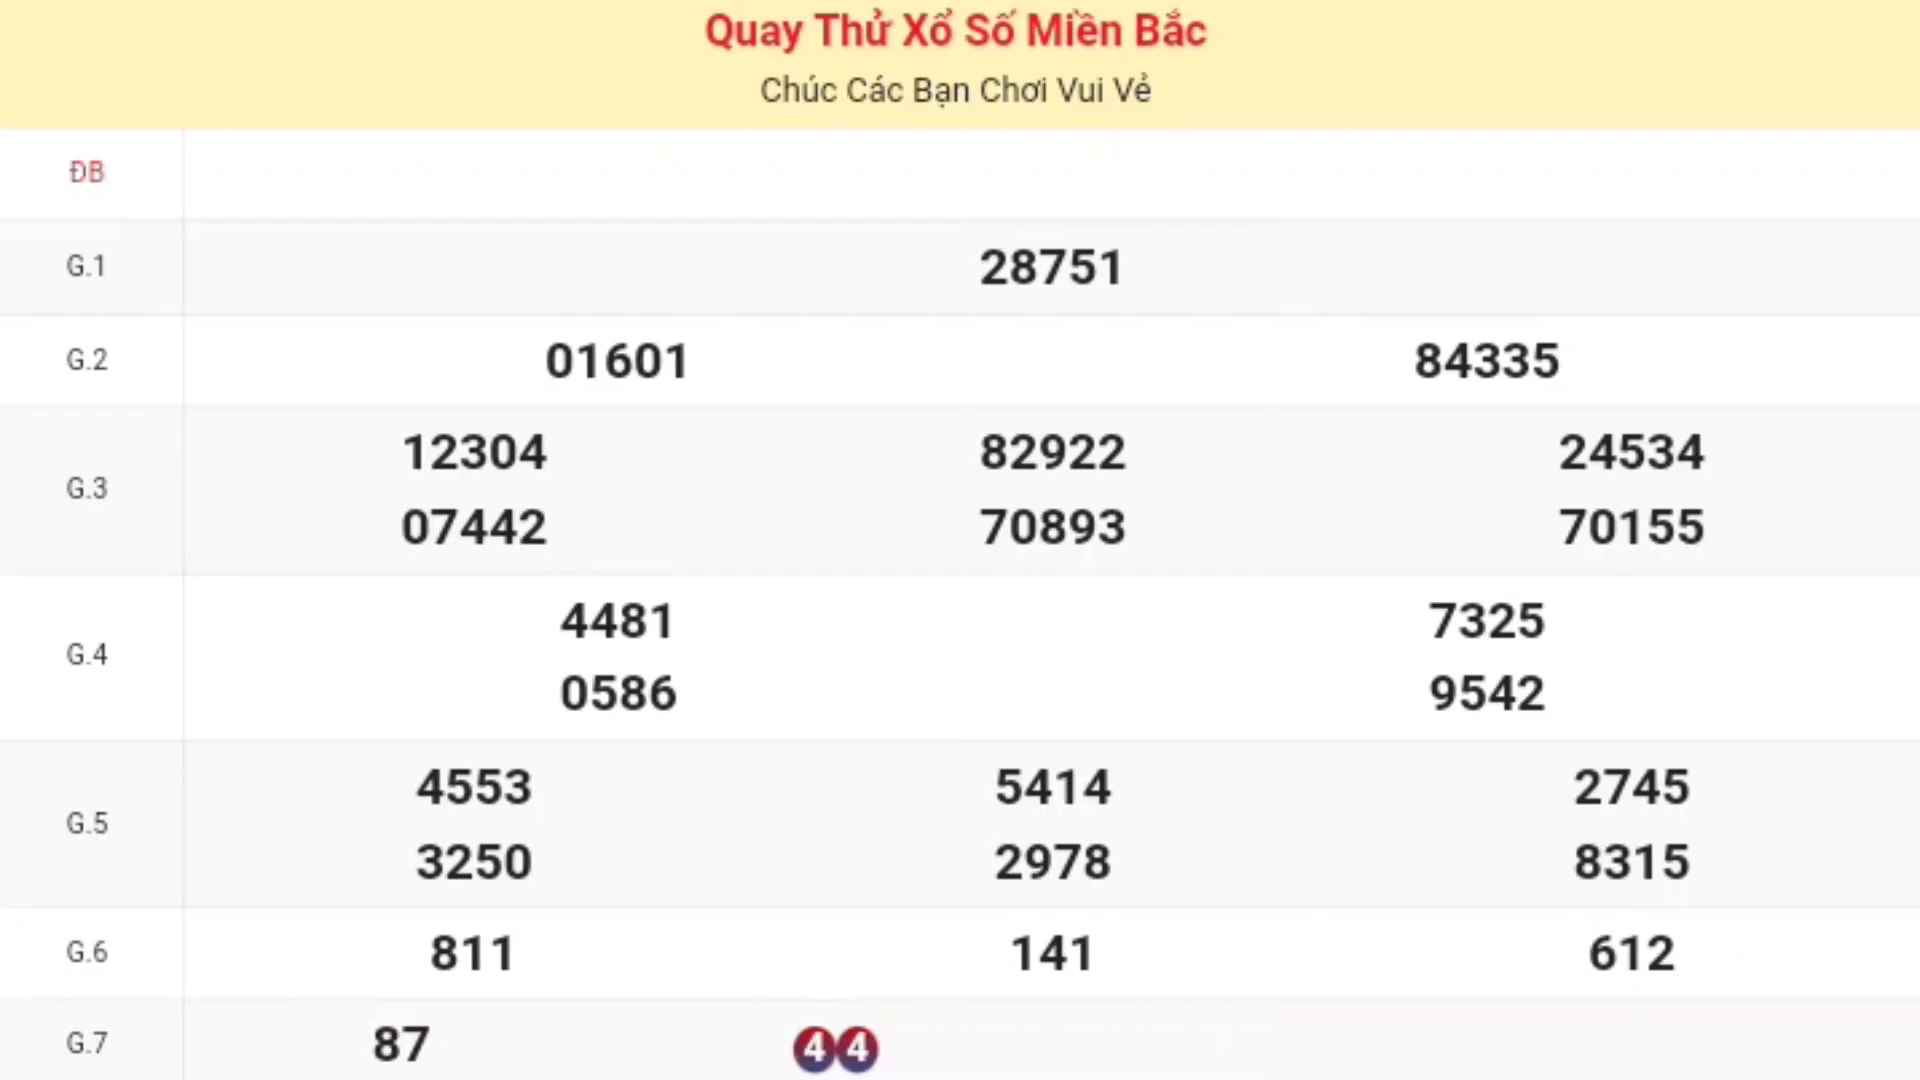 Quay Thử Xổ Số Miền Bắc
Chúc Các Bạn Chơi Vui Vẻ
ĐB
G.1 28751
G.2 01601 84335
G.3 12304 82922 24534
07442 70893 70155
G.4 4481 7325
0586 9542
G.5 4553 5414 2745
3250 2978 8315
G.6 811 141 612
G.7 87 44